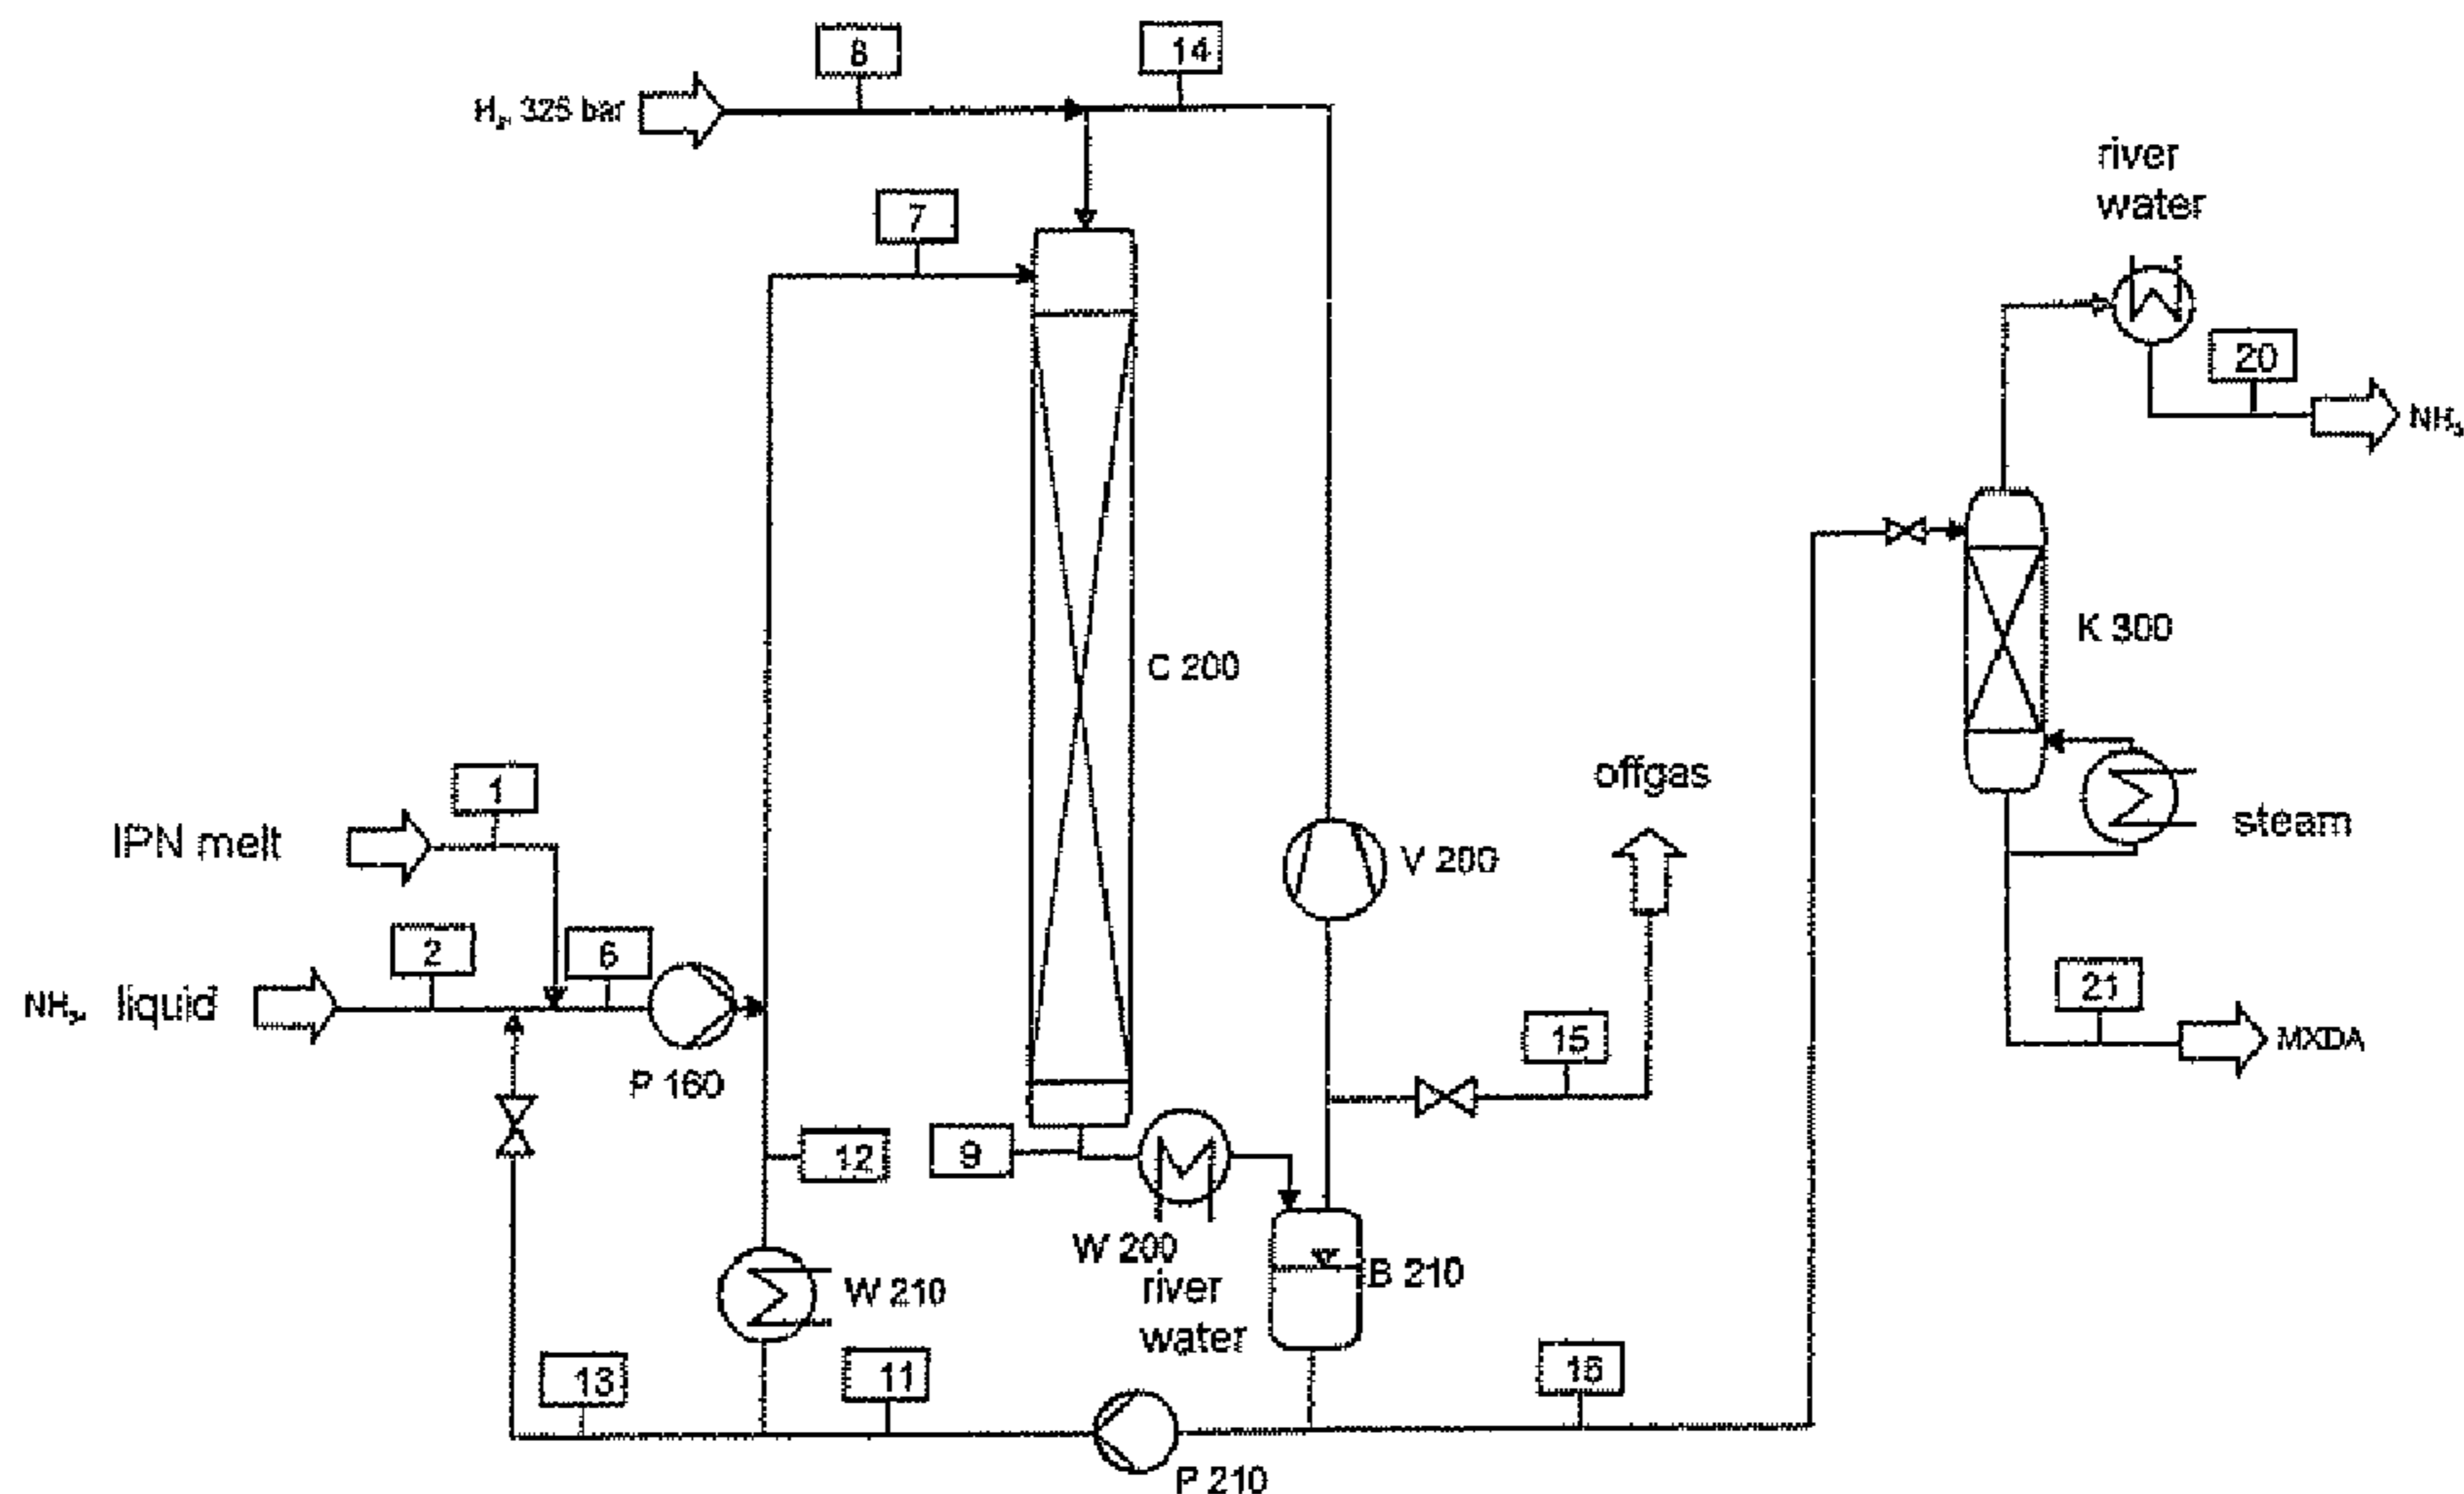 8
14
H₂, 325 bar
river
water
7
20
NH₃
K 300
C 200
1
offgas
IPN melt
V 200
steam
2
6
NH₃, liquid
21
15
MXDA
P 160
12
9
W 200
river
water
B 210
W 210
13
11
16
P 210